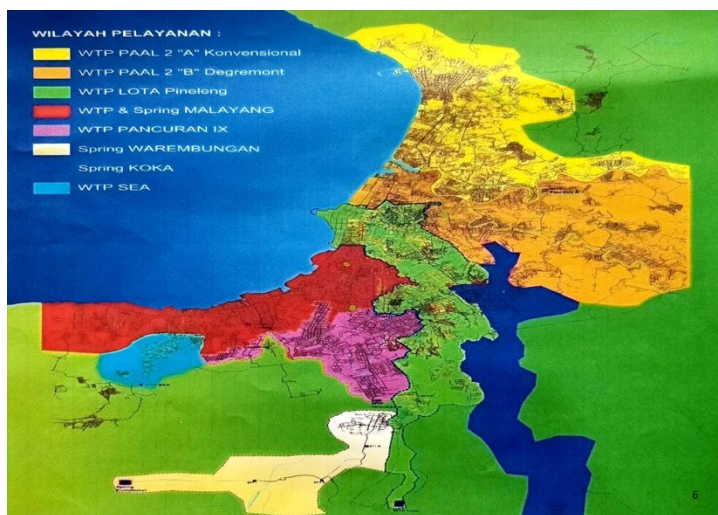 WILAYAH PELAYANAN :
WTP PAAL 2 "A" Konvensional
WTP PAAL 2 "B" Degremont
WTP LOTA Pineleng
WTP & Spring MALAYANG
WTP PANCURAN IX
Spring WAREMBUNGAN
Spring KOKA
WTP SEA
6